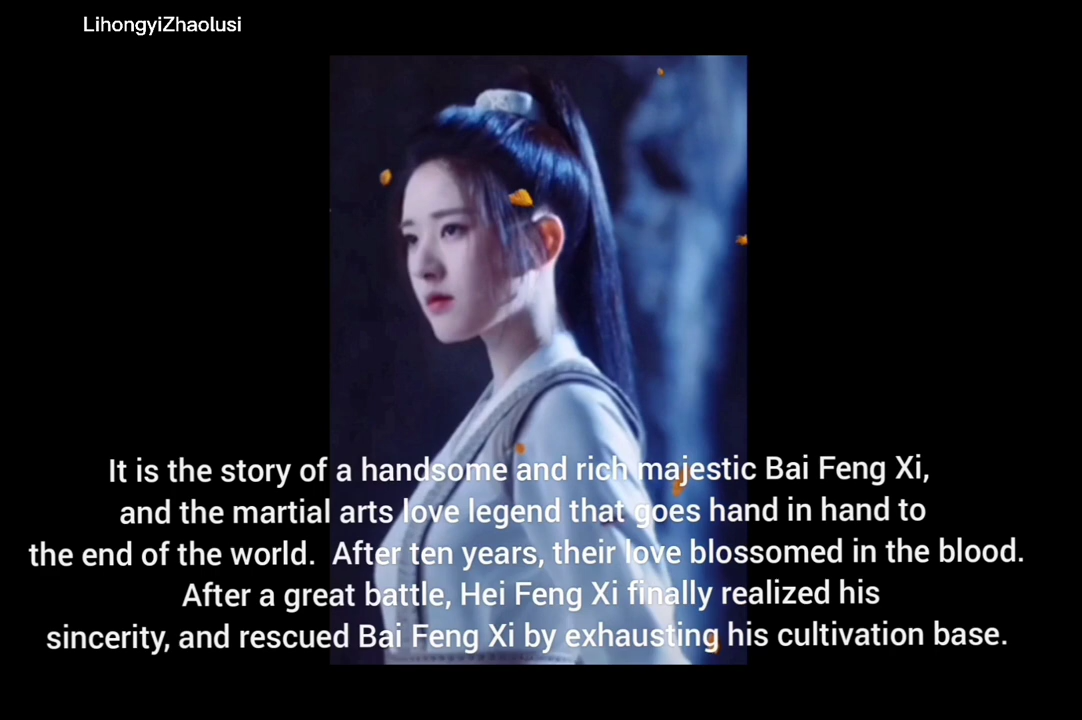 LihongyiZhaolusi
It is the story of a handsome and rich majestic Bai Feng Xi,
and the martial arts love legend that goes hand in hand to
the end of the world. After ten years, their love blossomed in the blood.
After a great battle, Hei Feng Xi finally realized his
sincerity, and rescued Bai Feng Xi by exhausting his cultivation base.